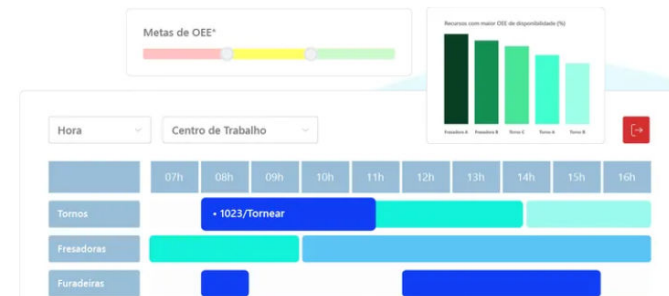 Metas de OEE*
Recursos com maior OEE de disponibilidade (%)
Fresadora A Fresadora B Torno C Torno A Torno B
Hora
Centro de Trabalho
07h 08h 09h 10h 11h 12h 13h 14h 15h 16h
Tornos
• 1023/Tornear
Fresadoras
Furadeiras